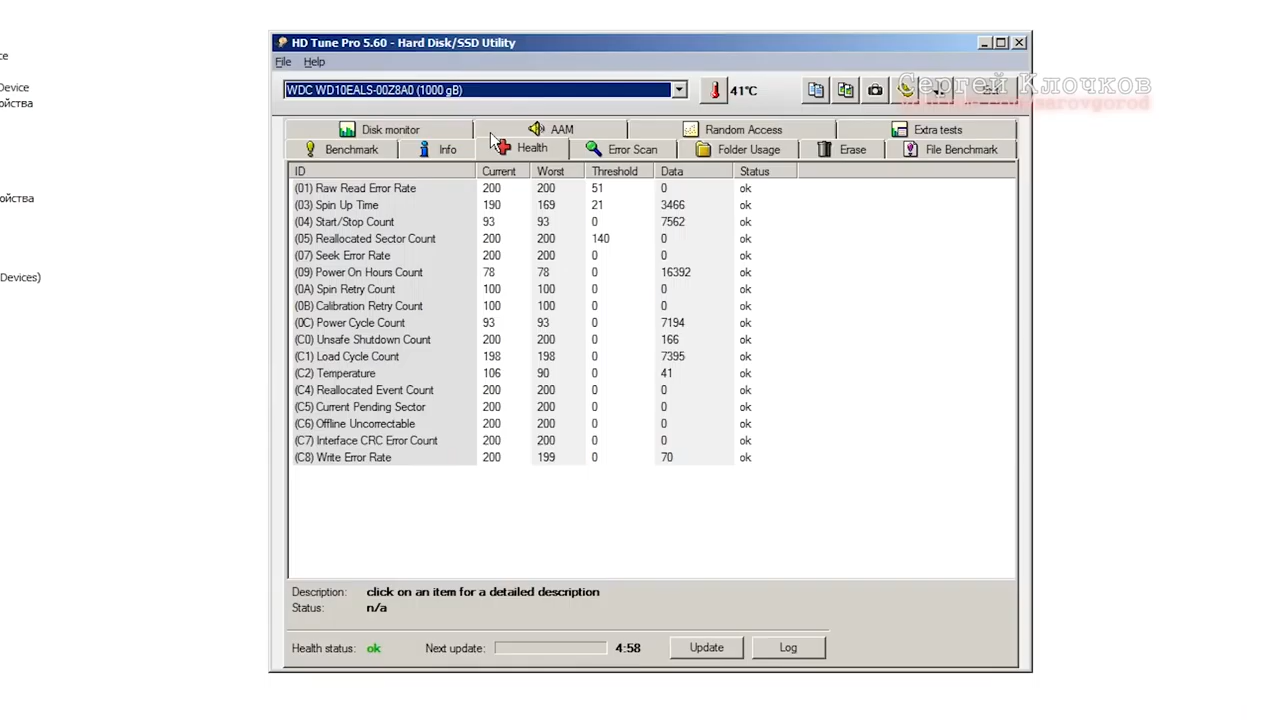 ce
HD Tune Pro 5.60 - Hard Disk/SSD Utility
File Help
Device
WDC WD10EALS-00Z8A0 (1000 gB) 41°C
Сергей Клочков
ойства
Disk monitor AAM Random Access Extra tests
Benchmark Info Health Error Scan Folder Usage Erase File Benchmark
ID Current Worst Threshold Data Status
(01) Raw Read Error Rate 200 200 51 0 ok
ойства
(03) Spin Up Time 190 169 21 3466 ok
(04) Start/Stop Count 93 93 0 7562 ok
(05) Reallocated Sector Count 200 200 140 0 ok
(07) Seek Error Rate 200 200 0 0 ok
(09) Power On Hours Count 78 78 0 16392 ok
Devices)
(0A) Spin Retry Count 100 100 0 0 ok
(0B) Calibration Retry Count 100 100 0 0 ok
(0C) Power Cycle Count 93 93 0 7194 ok
(C0) Unsafe Shutdown Count 200 200 0 166 ok
(C1) Load Cycle Count 198 198 0 7395 ok
(C2) Temperature 106 90 0 41 ok
(C4) Reallocated Event Count 200 200 0 0 ok
(C5) Current Pending Sector 200 200 0 0 ok
(C6) Offline Uncorrectable 200 200 0 0 ok
(C7) Interface CRC Error Count 200 200 0 0 ok
(C8) Write Error Rate 200 199 0 70 ok
Description: click on an item for a detailed description
Status: n/a
Health status: ok Next update: 4:58 Update Log